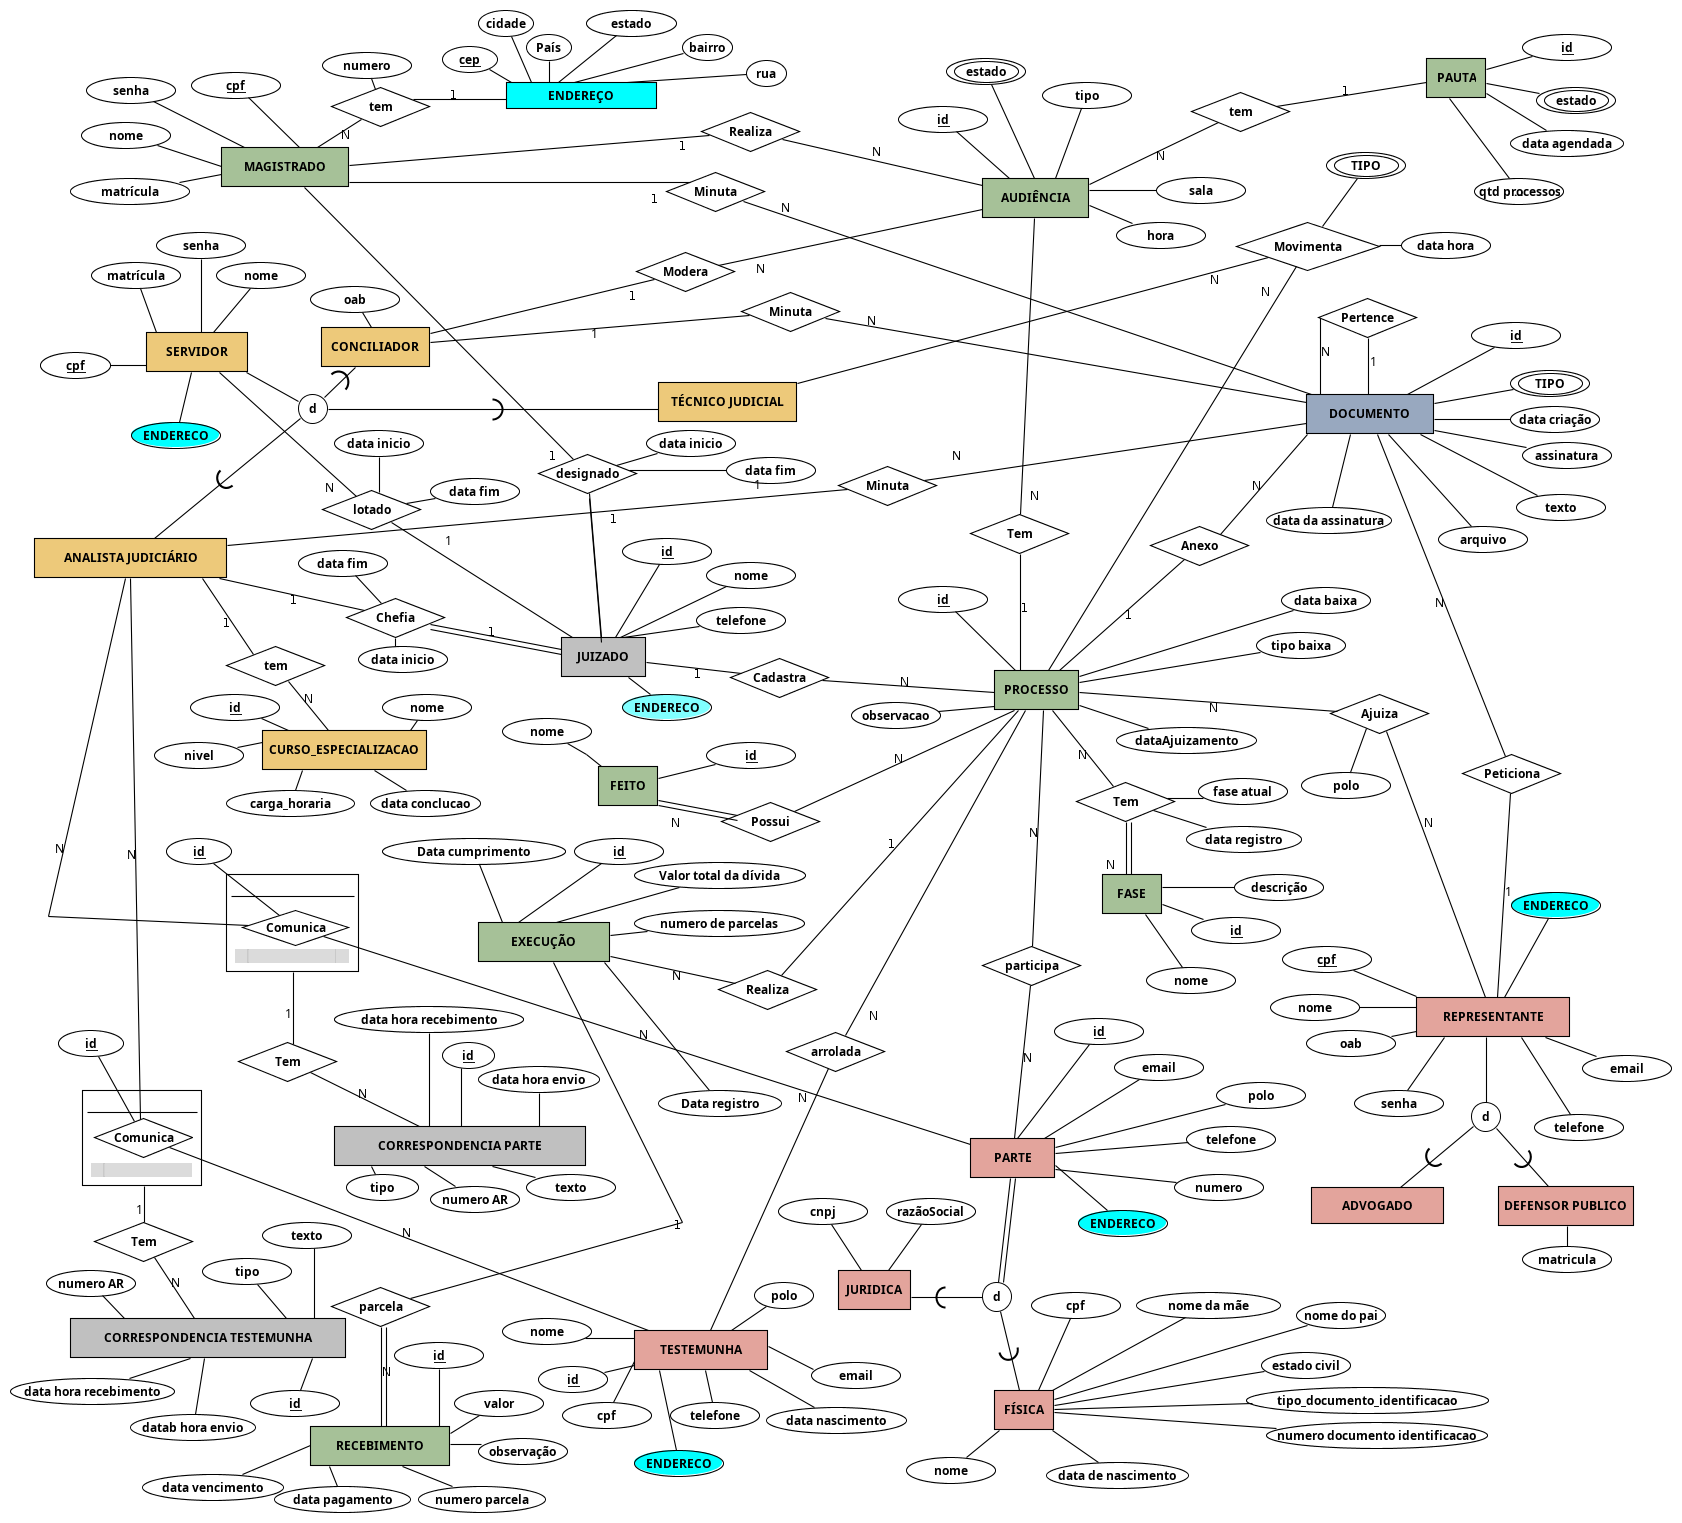 cidade
estado
País
bairro
cep
numero
rua
ENDEREÇO
tem
1
N
senha
cpf
nome
matrícula
MAGISTRADO
1
Realiza
N
1
Minuta
N
estado
tipo
id
AUDIÊNCIA
sala
hora
N
tem
1
id
PAUTA
estado
data agendada
qtd processos
TIPO
Movimenta
data hora
N
N
senha
matrícula
nome
SERVIDOR
cpf
ENDERECO
oab
CONCILIADOR
d
Modera
1
N
Minuta
1
N
TÉCNICO JUDICIAL
Pertence
N
1
id
TIPO
DOCUMENTO
data criação
assinatura
texto
arquivo
data da assinatura
data inicio
data fim
lotado
N
1
1
designado
data inicio
data fim
1
1
Minuta
N
N
Tem
1
Anexo
N
1
ANALISTA JUDICIÁRIO
data fim
1
Chefia
1
data inicio
id
nome
telefone
JUIZADO
ENDERECO
1
Cadastra
N
id
data baixa
tipo baixa
PROCESSO
observacao
dataAjuizamento
N
Ajuiza
polo
N
N
Peticiona
1
1
tem
N
id
nome
CURSO_ESPECIALIZACAO
nivel
carga_horaria
data conclucao
nome
id
FEITO
N
Possui
N
N
Tem
fase atual
data registro
N
FASE
descrição
id
nome
N
N
id
Comunica
1
Tem
N
Data cumprimento
id
Valor total da dívida
numero de parcelas
EXECUÇÃO
N
Realiza
1
Data registro
N
participa
N
N
arrolada
N
ENDERECO
cpf
nome
oab
REPRESENTANTE
email
senha
telefone
d
ADVOGADO
DEFENSOR PUBLICO
matricula
id
Comunica
1
Tem
N
data hora recebimento
id
data hora envio
CORRESPONDENCIA PARTE
tipo
numero AR
texto
N
id
email
polo
PARTE
telefone
numero
ENDERECO
cnpj
razãoSocial
JURIDICA
d
N
1
texto
tipo
numero AR
CORRESPONDENCIA TESTEMUNHA
data hora recebimento
id
datab hora envio
parcela
N
id
valor
RECEBIMENTO
observação
data vencimento
data pagamento
numero parcela
polo
nome
TESTEMUNHA
id
email
cpf
telefone
data nascimento
ENDERECO
cpf
nome da mãe
nome do pai
estado civil
tipo_documento_identificacao
FÍSICA
numero documento identificacao
nome
data de nascimento